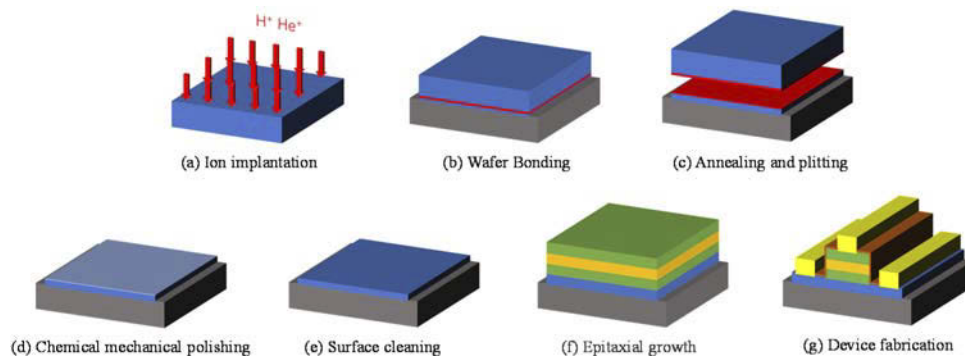 H⁺ He⁺
(a) Ion implantation
(b) Wafer Bonding
(c) Annealing and plitting
(d) Chemical mechanical polishing
(e) Surface cleaning
(f) Epitaxial growth
(g) Device fabrication